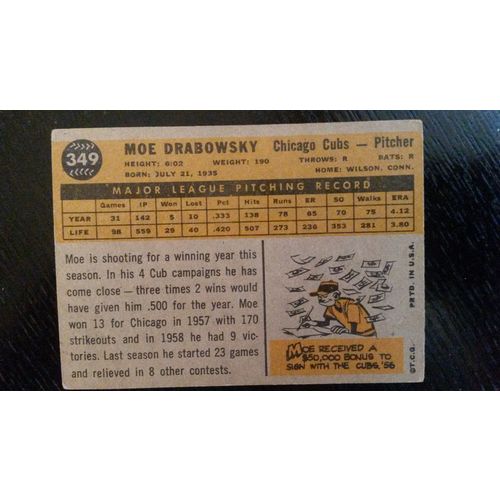 349
MOE DRABOWSKY Chicago Cubs — Pitcher
HEIGHT: 6:02 WEIGHT: 190 THROWS: R BATS: R
BORN: JULY 21, 1935 HOME: WILSON, CONN.
MAJOR LEAGUE PITCHING RECORD
Games IP Won Lost Pct Hits Runs ER SO Walks ERA
YEAR 31 142 5 10 .333 138 78 65 70 75 4.12
LIFE 98 559 29 40 .420 507 273 236 353 281 3.80
Moe is shooting for a winning year this
season. In his 4 Cub campaigns he has
come close — three times 2 wins would
have given him .500 for the year. Moe
won 13 for Chicago in 1957 with 170
strikeouts and in 1958 he had 9 vic-
tories. Last season he started 23 games
and relieved in 8 other contests.
MOE RECEIVED A
$50,000 BONUS TO
SIGN WITH THE CUBS, '56
©T.C.G. PRTD. IN U.S.A.